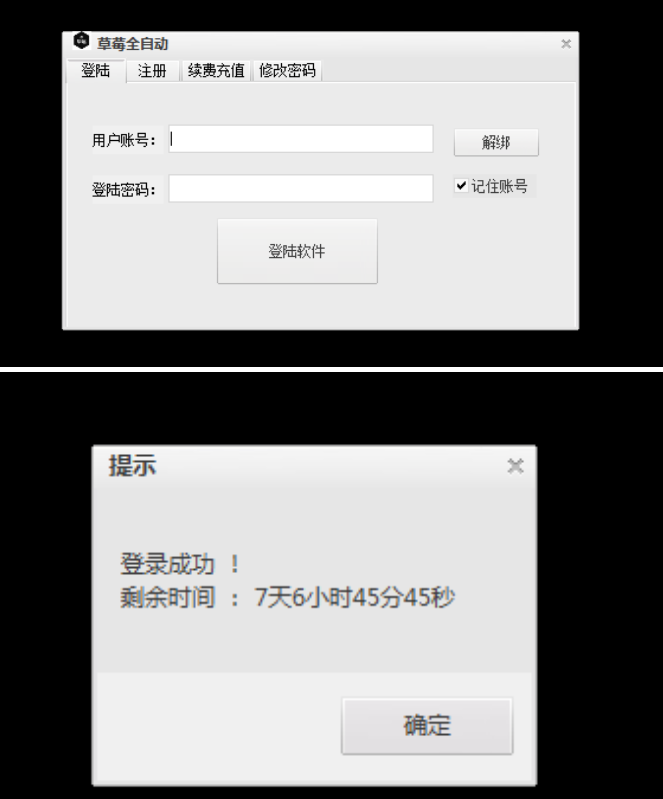 草莓全自动
登陆 注册 续费充值 修改密码
用户账号： 解绑
登陆密码： 记住账号
登陆软件
提示
登录成功 ！
剩余时间 ：7天6小时45分45秒
确定